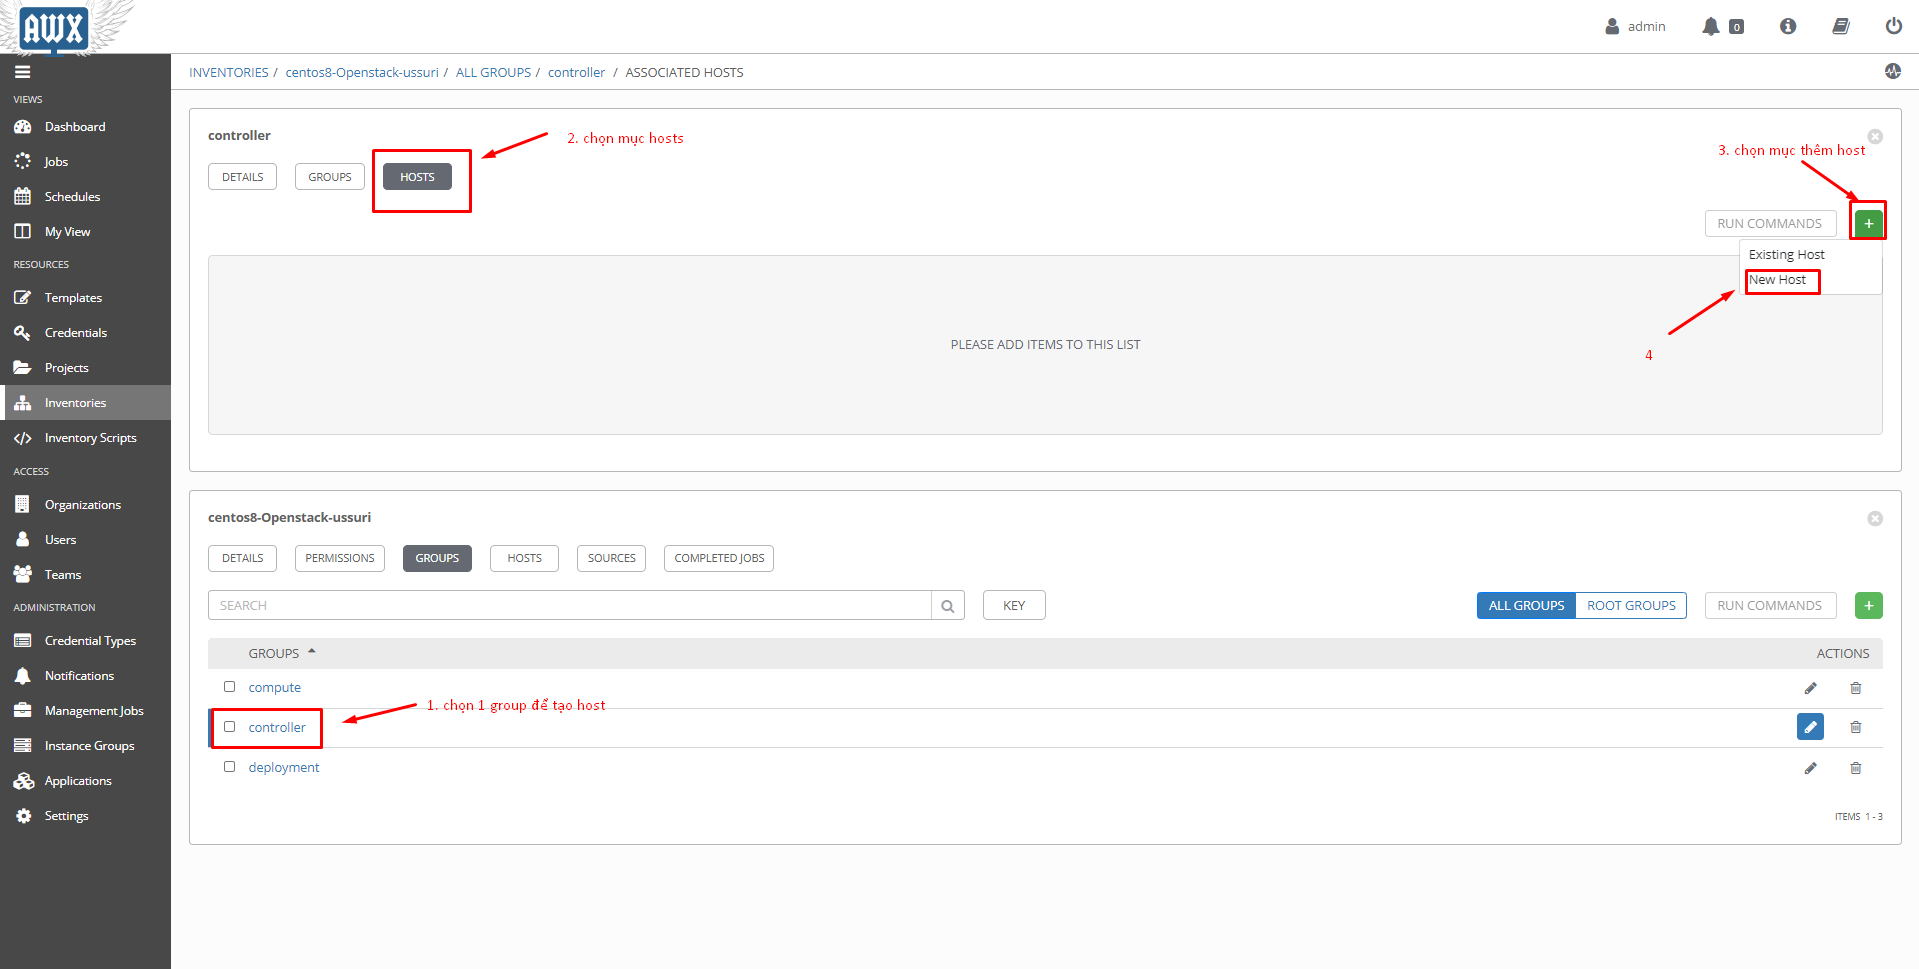 AWX
admin
0
INVENTORIES / centos8-Openstack-ussuri / ALL GROUPS / controller / ASSOCIATED HOSTS
VIEWS
Dashboard
Jobs
Schedules
My View
RESOURCES
Templates
Credentials
Projects
Inventories
Inventory Scripts
ACCESS
Organizations
Users
Teams
ADMINISTRATION
Credential Types
Notifications
Management Jobs
Instance Groups
Applications
Settings
controller
2. chọn mục hosts
3. chọn mục thêm host
DETAILS GROUPS HOSTS
RUN COMMANDS +
Existing Host
New Host
4
PLEASE ADD ITEMS TO THIS LIST
centos8-Openstack-ussuri
DETAILS PERMISSIONS GROUPS HOSTS SOURCES COMPLETED JOBS
SEARCH KEY ALL GROUPS ROOT GROUPS RUN COMMANDS +
GROUPS ACTIONS
compute
1. chọn 1 group để tạo host
controller
deployment
ITEMS 1 - 3